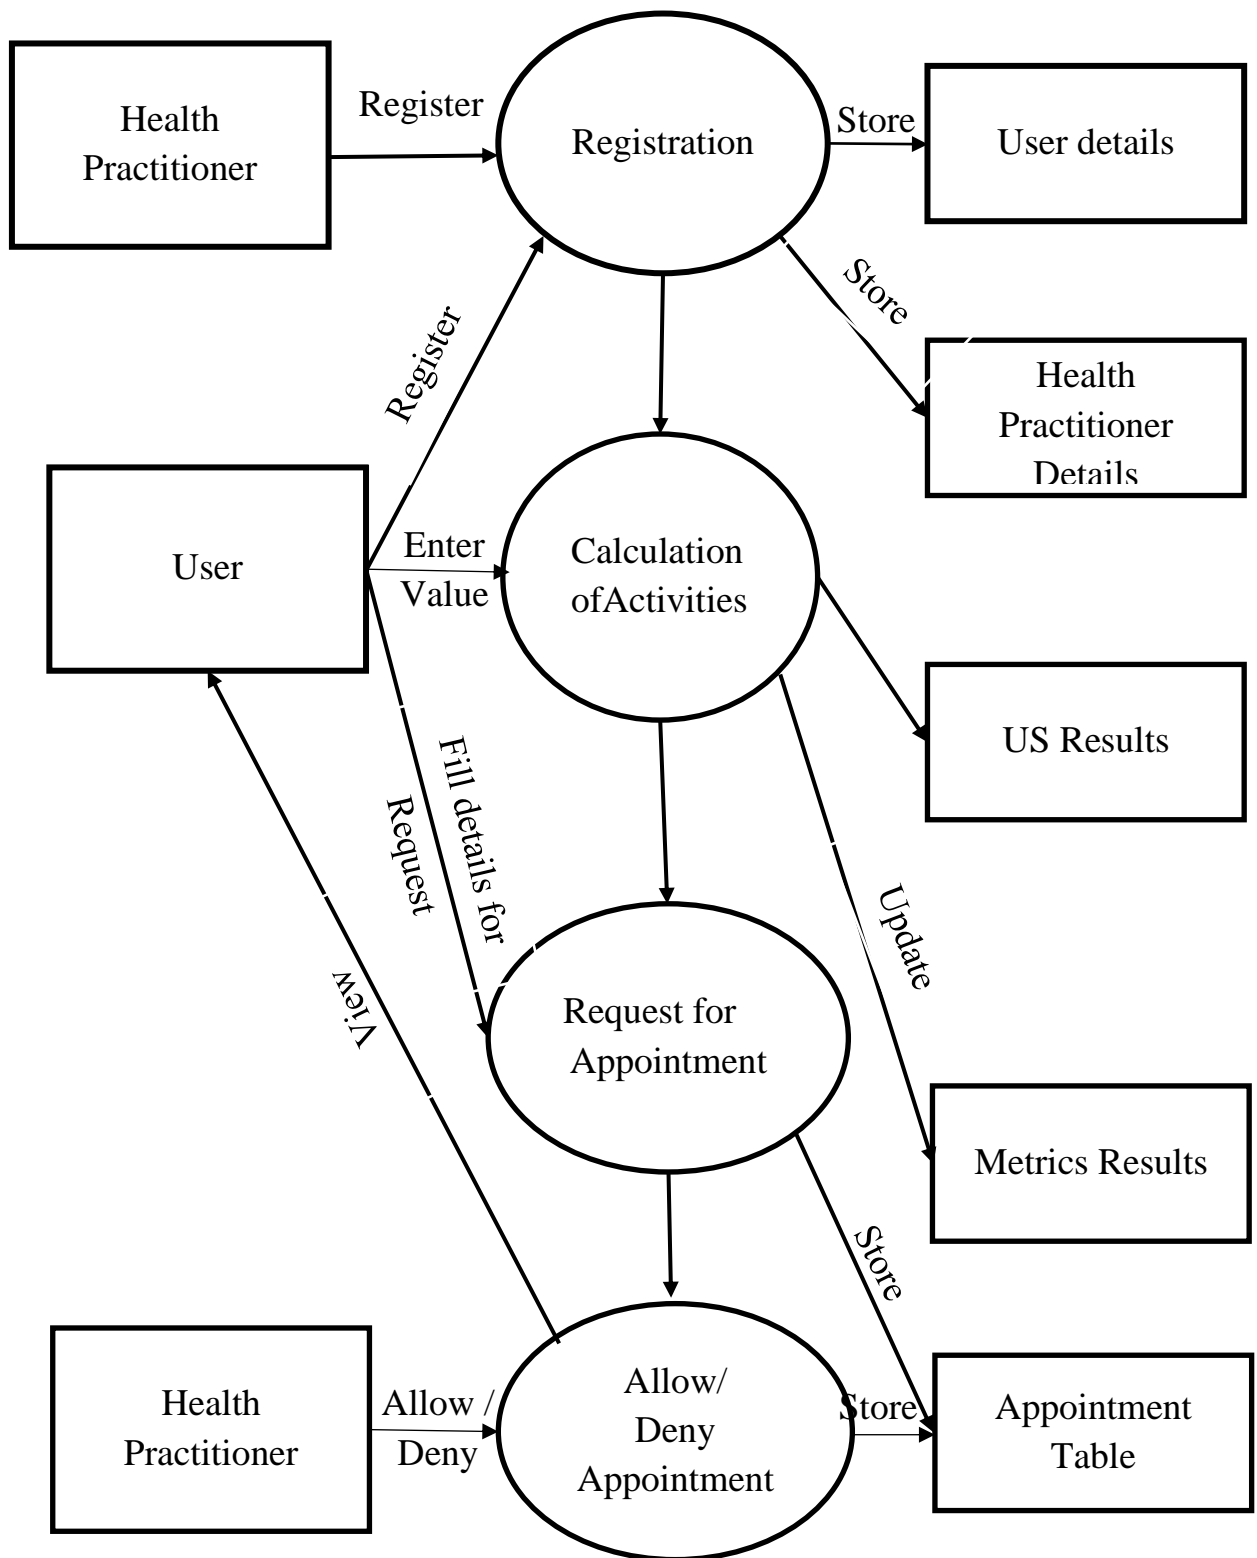 Health
Practitioner
Register
Registration
Store
User details
Store
Health
Practitioner
Details
Register
User
Enter
Value
Calculation
ofActivities
US Results
Fill details for
Request
Update
View
Request for
Appointment
Metrics Results
Store
Health
Practitioner
Allow /
Deny
Allow/
Deny
Appointment
Store
Appointment
Table